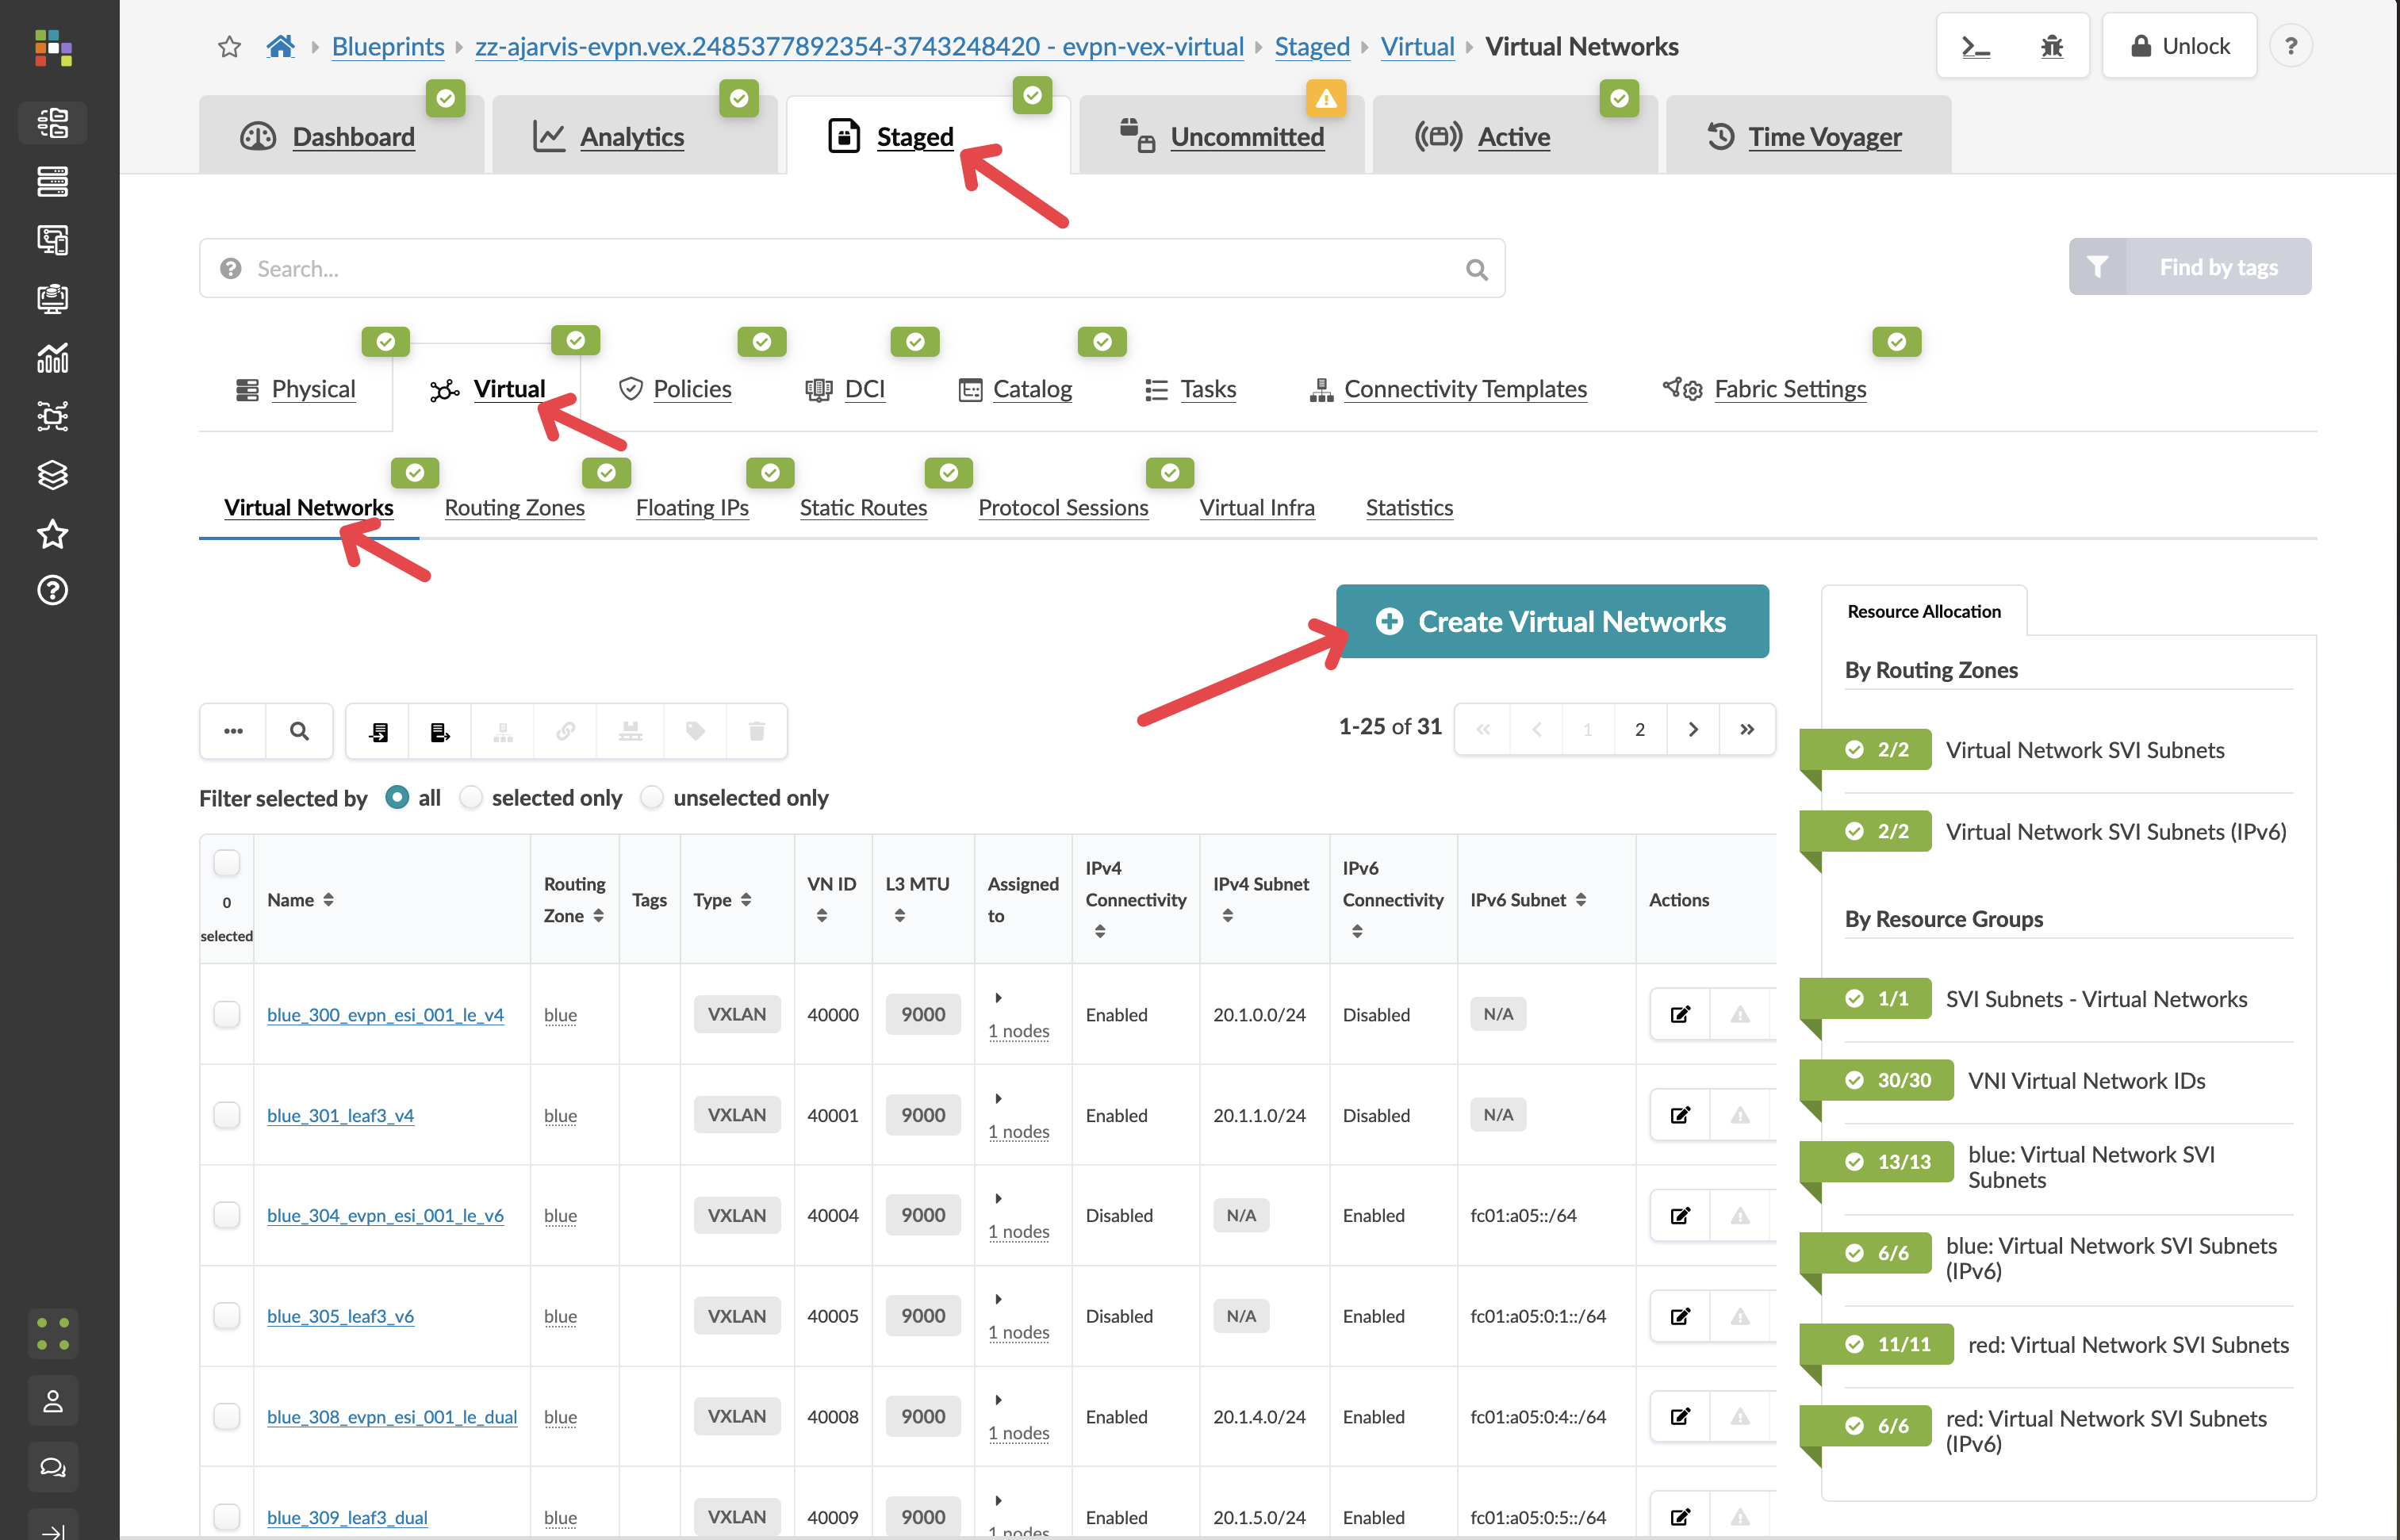 Blueprints
zz-ajarvis-evpn.vex.2485377892354-3743248420 - evpn-vex-virtual
Staged
Virtual
Virtual Networks
Unlock
?
Dashboard
Analytics
Staged
Uncommitted
Active
Time Voyager
Search...
Find by tags
Physical
Virtual
Policies
DCI
Catalog
Tasks
Connectivity Templates
Fabric Settings
Virtual Networks
Routing Zones
Floating IPs
Static Routes
Protocol Sessions
Virtual Infra
Statistics
Create Virtual Networks
1-25 of 31
1
2
Filter selected by
all
selected only
unselected only
0
selected
Name
Routing
Zone
Tags
Type
VN ID
L3 MTU
Assigned
to
IPv4
Connectivity
IPv4 Subnet
IPv6
Connectivity
IPv6 Subnet
Actions
blue_300_evpn_esi_001_le_v4
blue
VXLAN
40000
9000
1 nodes
Enabled
20.1.0.0/24
Disabled
N/A
blue_301_leaf3_v4
blue
VXLAN
40001
9000
1 nodes
Enabled
20.1.1.0/24
Disabled
N/A
blue_304_evpn_esi_001_le_v6
blue
VXLAN
40004
9000
1 nodes
Disabled
N/A
Enabled
fc01:a05::/64
blue_305_leaf3_v6
blue
VXLAN
40005
9000
1 nodes
Disabled
N/A
Enabled
fc01:a05:0:1::/64
blue_308_evpn_esi_001_le_dual
blue
VXLAN
40008
9000
1 nodes
Enabled
20.1.4.0/24
Enabled
fc01:a05:0:4::/64
blue_309_leaf3_dual
blue
VXLAN
40009
9000
1 nodes
Enabled
20.1.5.0/24
Enabled
fc01:a05:0:5::/64
Resource Allocation
By Routing Zones
2/2
Virtual Network SVI Subnets
2/2
Virtual Network SVI Subnets (IPv6)
By Resource Groups
1/1
SVI Subnets - Virtual Networks
30/30
VNI Virtual Network IDs
13/13
blue: Virtual Network SVI
Subnets
6/6
blue: Virtual Network SVI Subnets
(IPv6)
11/11
red: Virtual Network SVI Subnets
6/6
red: Virtual Network SVI Subnets
(IPv6)